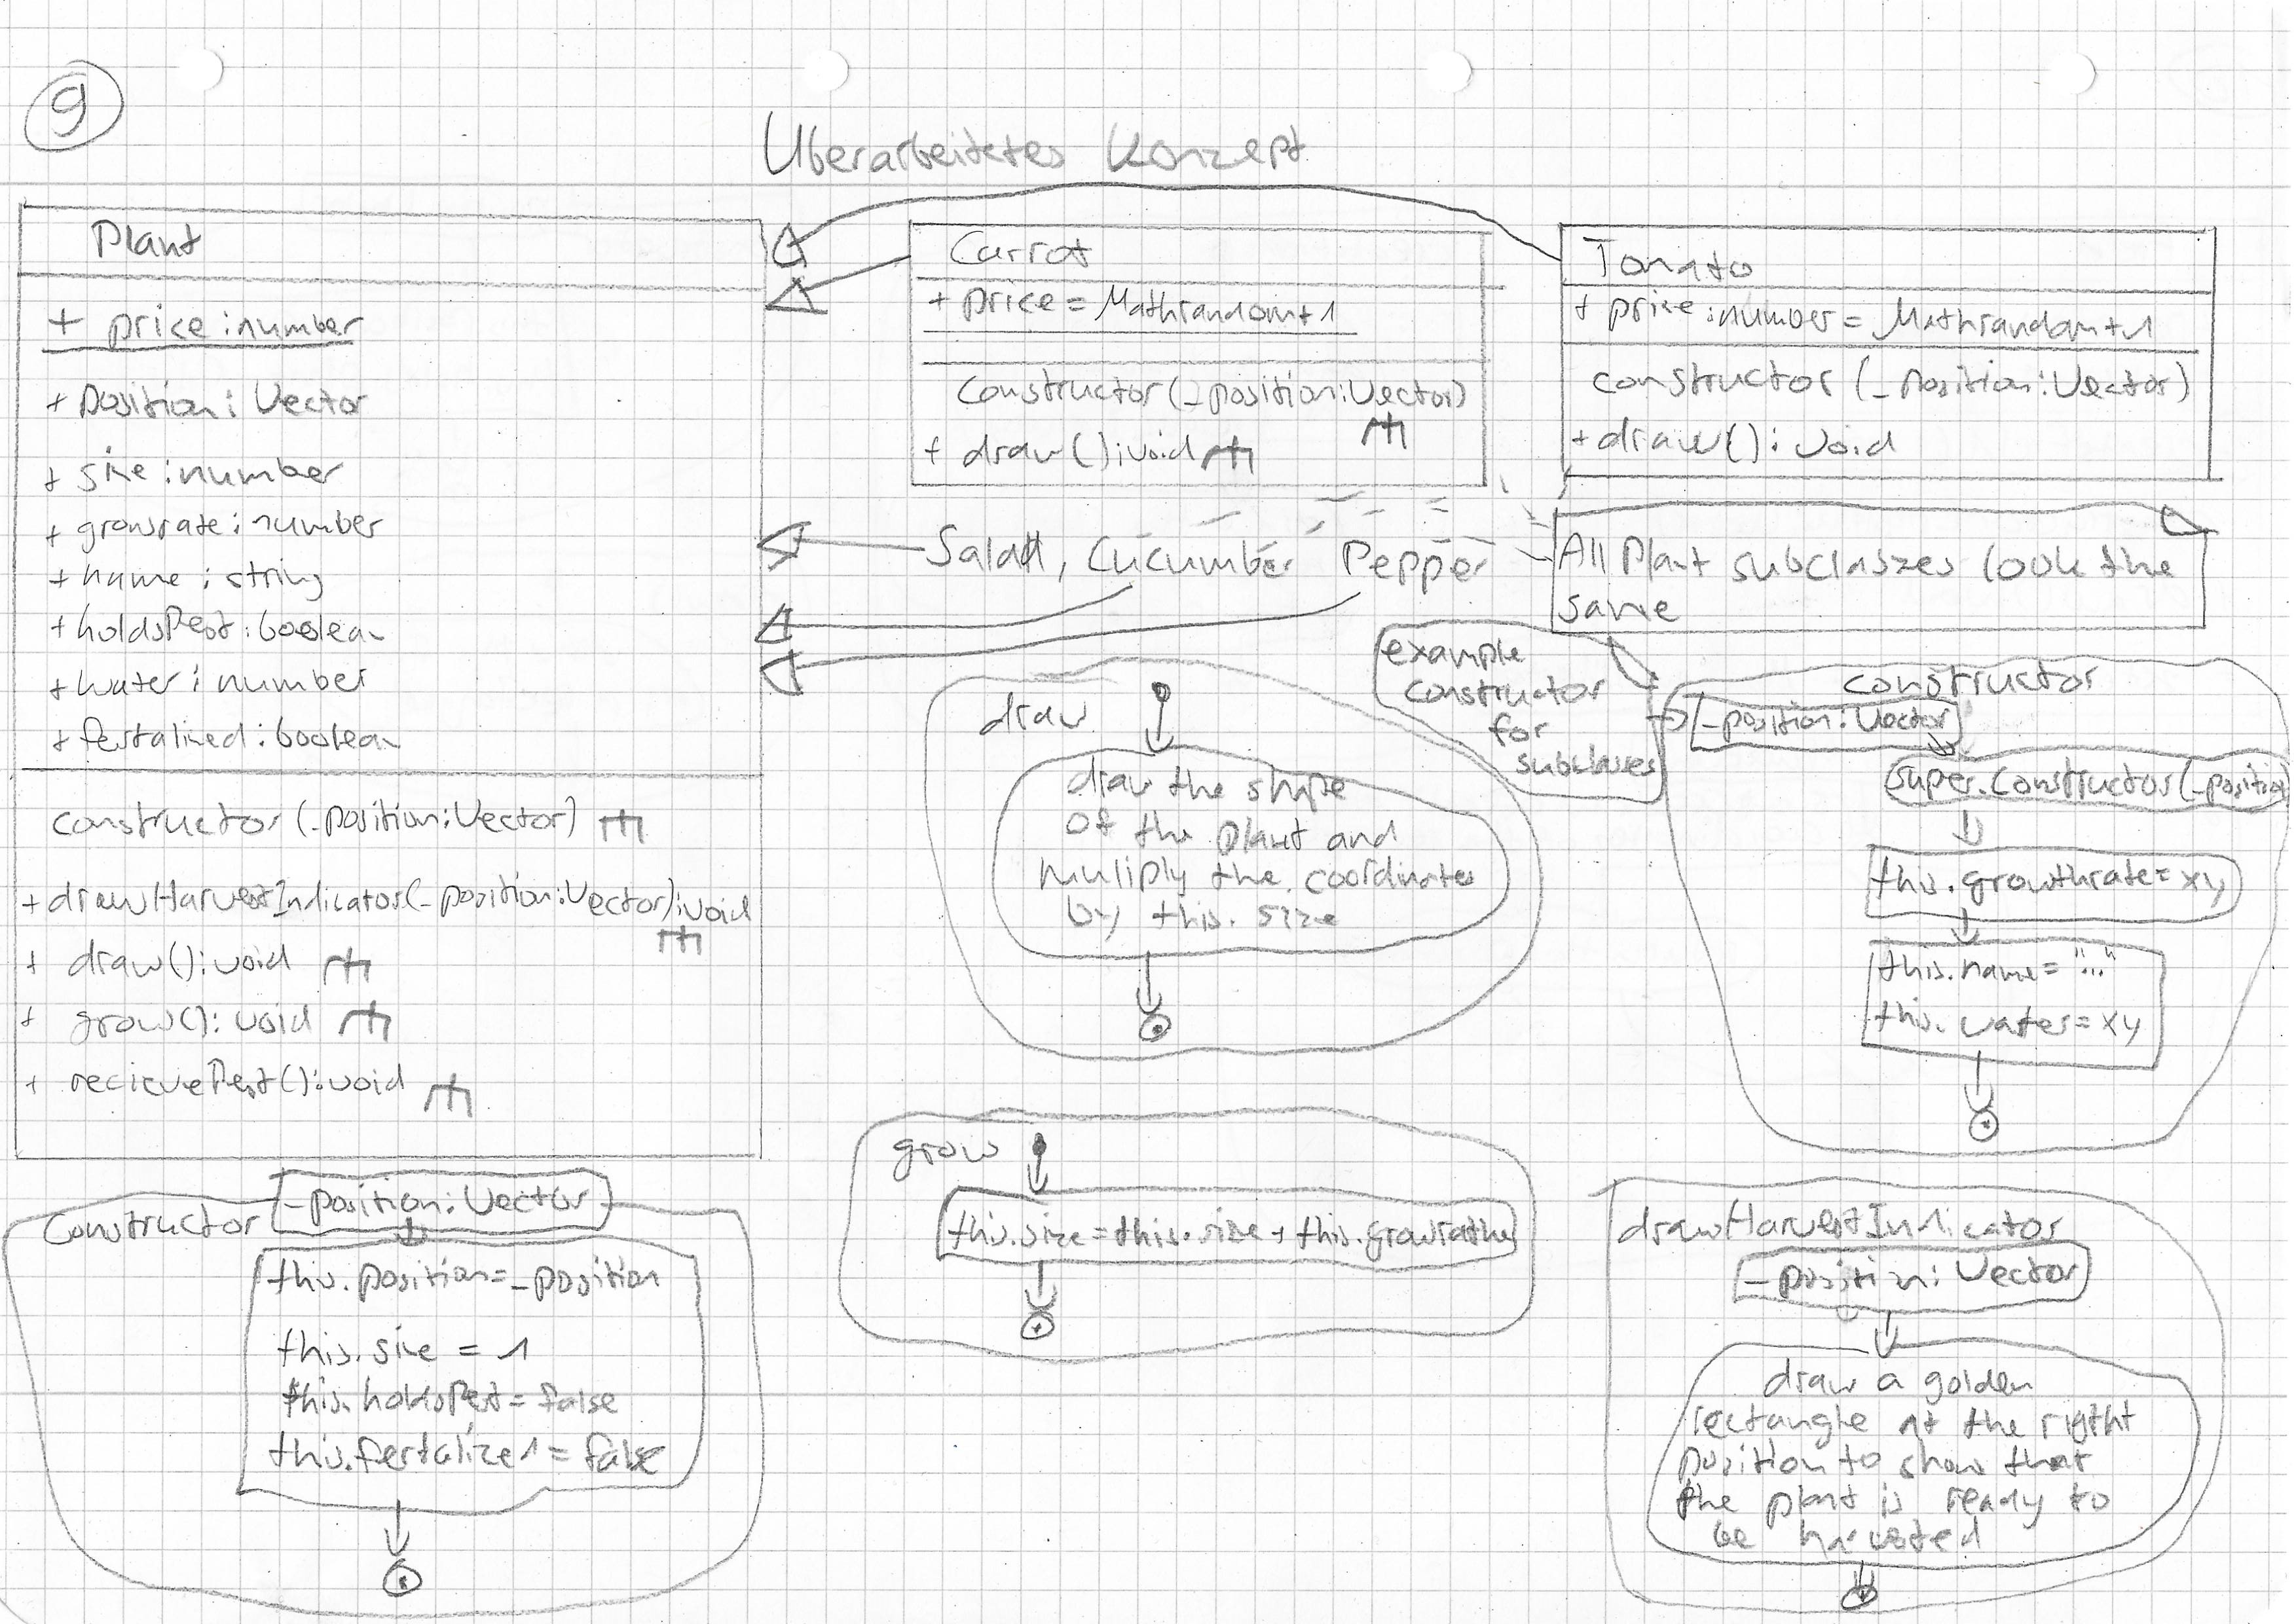 9
Überarbeitetes Konzept
Plant
+ price : number
+ position : Vector
+ size : number
+ growrate : number
+ name : string
+ holdsPest : boolean
+ water : number
+ fertalized : boolean
constructor (_position : Vector)
+ drawHarvestIndicator(_position : Vector) : void
+ draw() : void
+ grow() : void
+ recievePest() : void
Carrot
+ price = Mathrandom + 1
constructor (_position : Vector)
+ draw () : void
Tomato
+ price : number = Mathrandom + 1
constructor (_position : Vector)
+ draw() : void
Salad, Cucumber Pepper
All Plant subclasses look the
same
example
constructor
for
subclasses
draw
draw the shape
of the plant and
muliply the coordinates
by this. size
constructor
_position : Vector
super.constructor(_position
this.growthrate = xy
this.name = "..."
this. water = xy
constructor
_position : Vector
this.position = _position
this.size = 1
this.holdsPest = false
this.fertalized = false
grow
this.size = this.size + this.growrathe
drawHarvestIndicator
_position : Vector
draw a golden
rectangle at the right
position to show that
the plant is ready to
be harvested